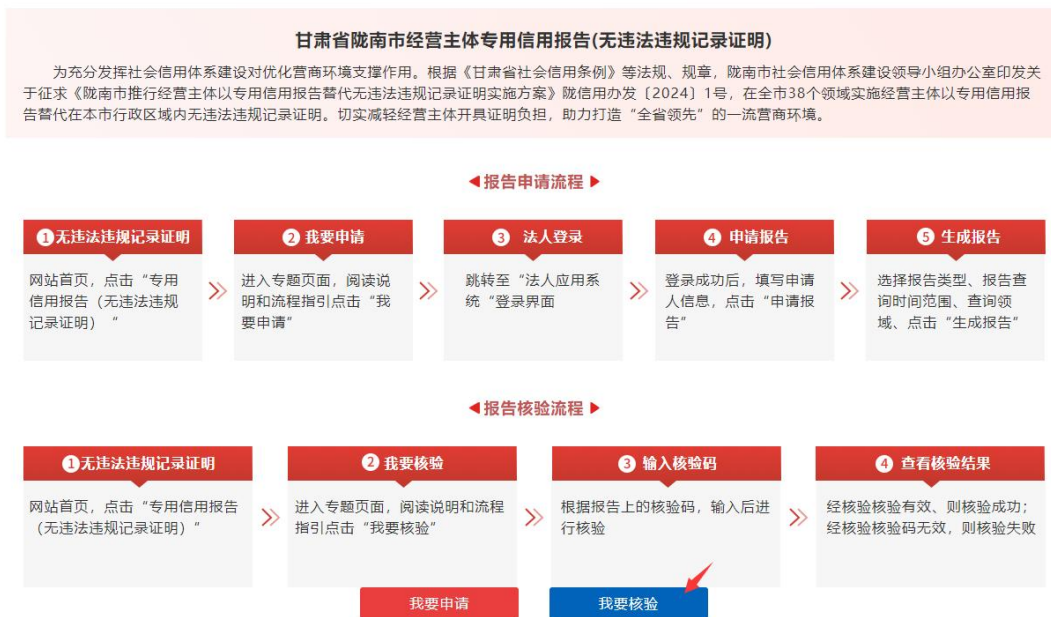 甘肃省陇南市经营主体专用信用报告(无违法违规记录证明)
为充分发挥社会信用体系建设对优化营商环境支撑作用。根据《甘肃省社会信用条例》等法规、规章，陇南市社会信用体系建设领导小组办公室印发关
于征求《陇南市推行经营主体以专用信用报告替代无违法违规记录证明实施方案》陇信用办发〔2024〕1号，在全市38个领域实施经营主体以专用信用报
告替代在本市行政区域内无违法违规记录证明。切实减轻经营主体开具证明负担，助力打造“全省领先”的一流营商环境。
报告申请流程
1 无违法违规记录证明
网站首页，点击“专用
信用报告（无违法违规
记录证明） “
2 我要申请
进入专题页面，阅读说
明和流程指引点击“我
要申请”
3 法人登录
跳转至“法人应用系
统“登录界面
4 申请报告
登录成功后，填写申请
人信息，点击“申请报
告”
5 生成报告
选择报告类型、报告查
询时间范围、查询领
域、点击“生成报告”
报告核验流程
1 无违法违规记录证明
网站首页，点击“专用信用报告
（无违法违规记录证明）”
2 我要核验
进入专题页面，阅读说明和流程
指引点击“我要核验”
3 输入核验码
根据报告上的核验码，输入后进
行核验
4 查看核验结果
经核验核验有效、则核验成功；
经核验核验码无效，则核验失败
我要申请
我要核验